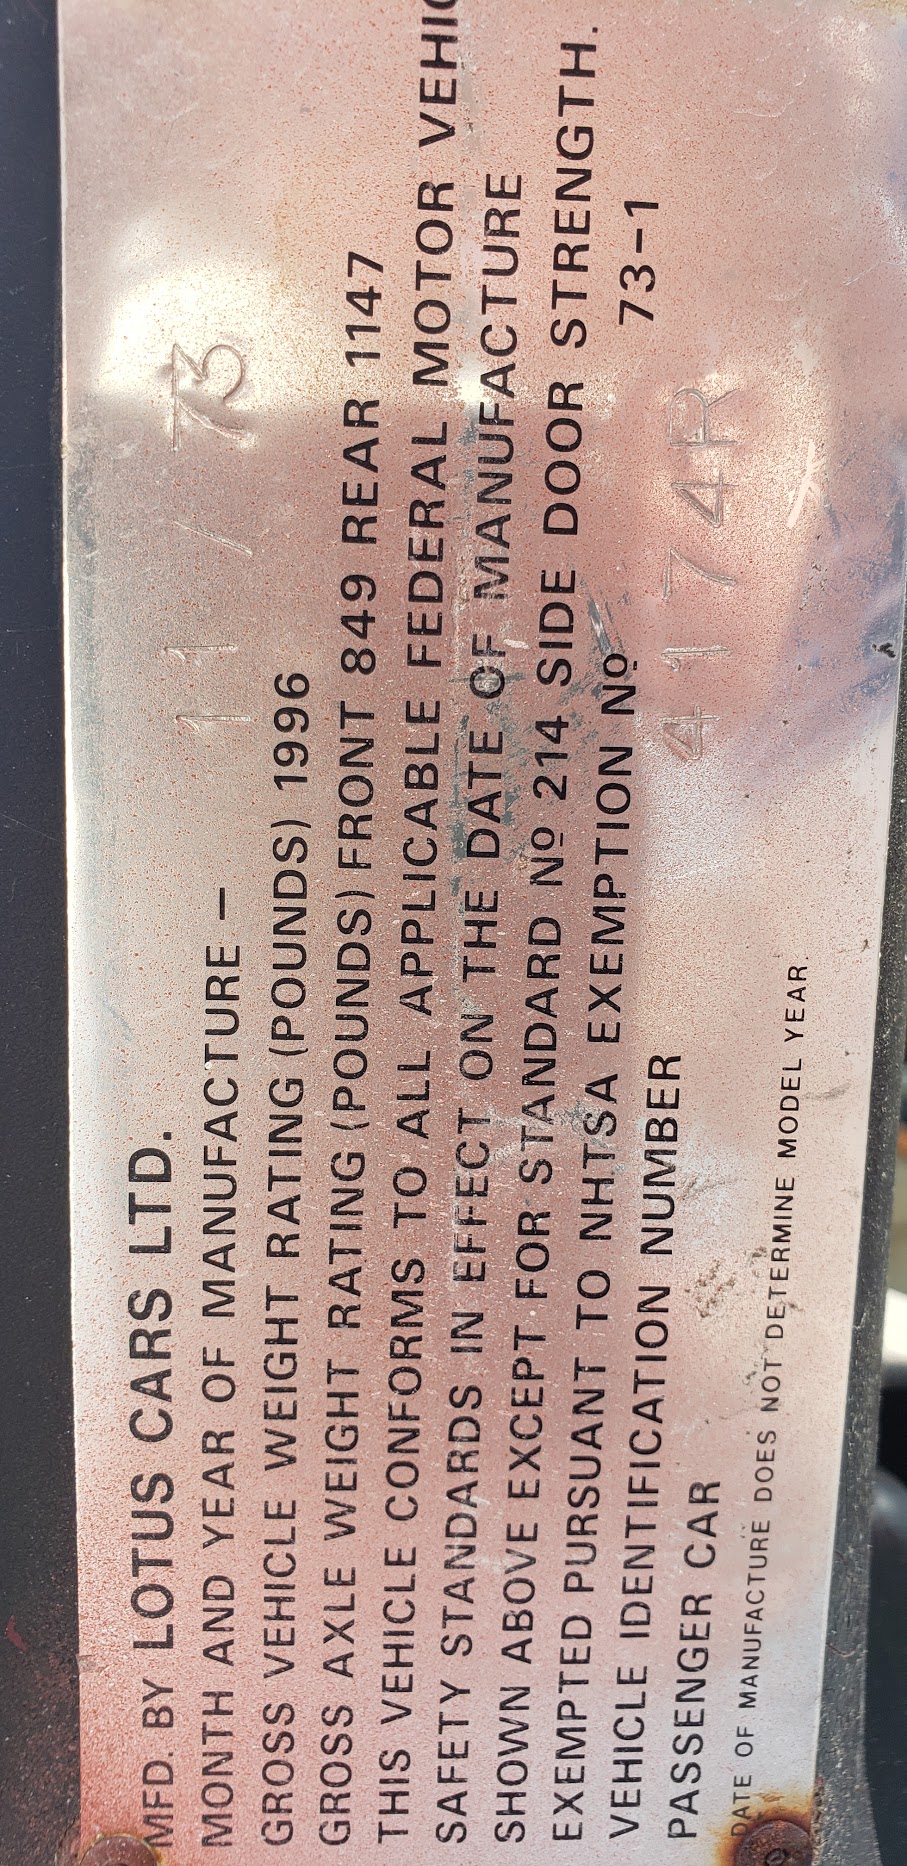 MFD. BY LOTUS CARS LTD.
MONTH AND YEAR OF MANUFACTURE – 11 / 73
GROSS VEHICLE WEIGHT RATING (POUNDS) 1996
GROSS AXLE WEIGHT RATING (POUNDS) FRONT 849 REAR 1147
THIS VEHICLE CONFORMS TO ALL APPLICABLE FEDERAL MOTOR VEHIC
SAFETY STANDARDS IN EFFECT ON THE DATE OF MANUFACTURE
SHOWN ABOVE EXCEPT FOR STANDARD Nº 214 SIDE DOOR STRENGTH.
EXEMPTED PURSUANT TO NHTSA EXEMPTION Nº 73–1
VEHICLE IDENTIFICATION NUMBER 4174R
PASSENGER CAR
DATE OF MANUFACTURE DOES NOT DETERMINE MODEL YEAR.